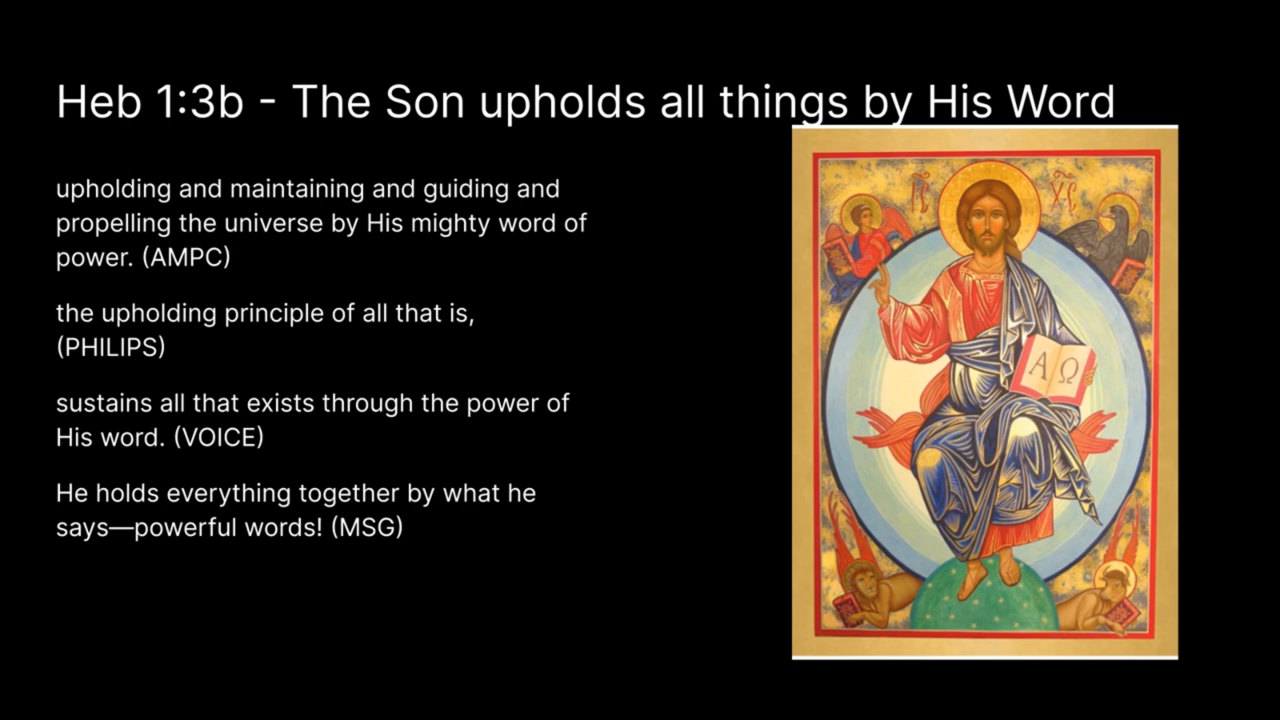 Heb 1:3b - The Son upholds all things by His Word
upholding and maintaining and guiding and
propelling the universe by His mighty word of
power. (AMPC)
the upholding principle of all that is,
(PHILIPS)
sustains all that exists through the power of
His word. (VOICE)
He holds everything together by what he
says—powerful words! (MSG)
Α Ω